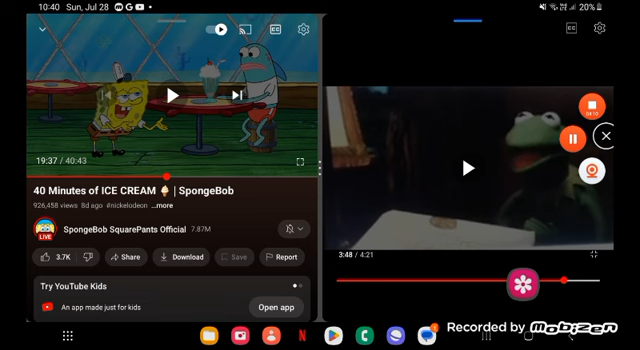 10:40 Sun, Jul 28
20%
CC
CC
04:10
19:37 / 40:43
40 Minutes of ICE CREAM 🍦 | SpongeBob
926,458 views 8d ago #nickelodeon ...more
LIVE
SpongeBob SquarePants Official 7.87M
3.7K
Share
Download
Save
Report
Try YouTube Kids
An app made just for kids
Open app
3:48 / 4:21
Recorded by mobizen